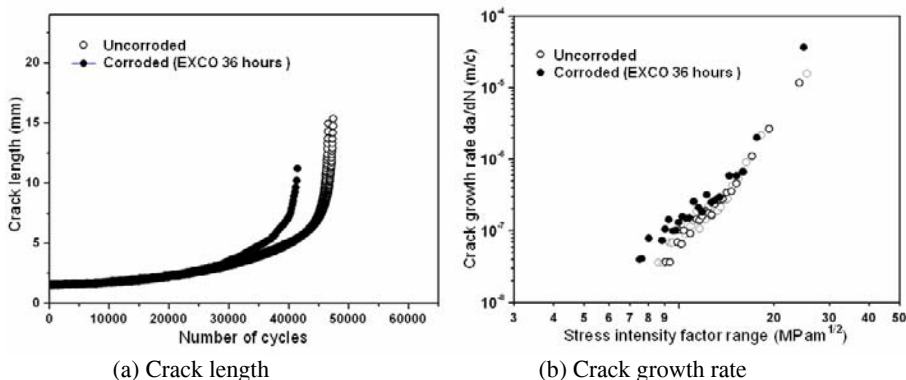 20
15
10
5
0
Crack length (mm)
Uncorroded
Corroded (EXCO 36 hours )
0 10000 20000 30000 40000 50000 60000
Number of cycles
(a) Crack length
10⁻⁴
10⁻⁵
10⁻⁶
10⁻⁷
10⁻⁸
Crack growth rate da/dN (m/c)
Uncorroded
Corroded (EXCO 36 hours )
3 4 5 6 7 8 9 20 30 40 50
Stress intensity factor range (MPam¹/²)
(b) Crack growth rate